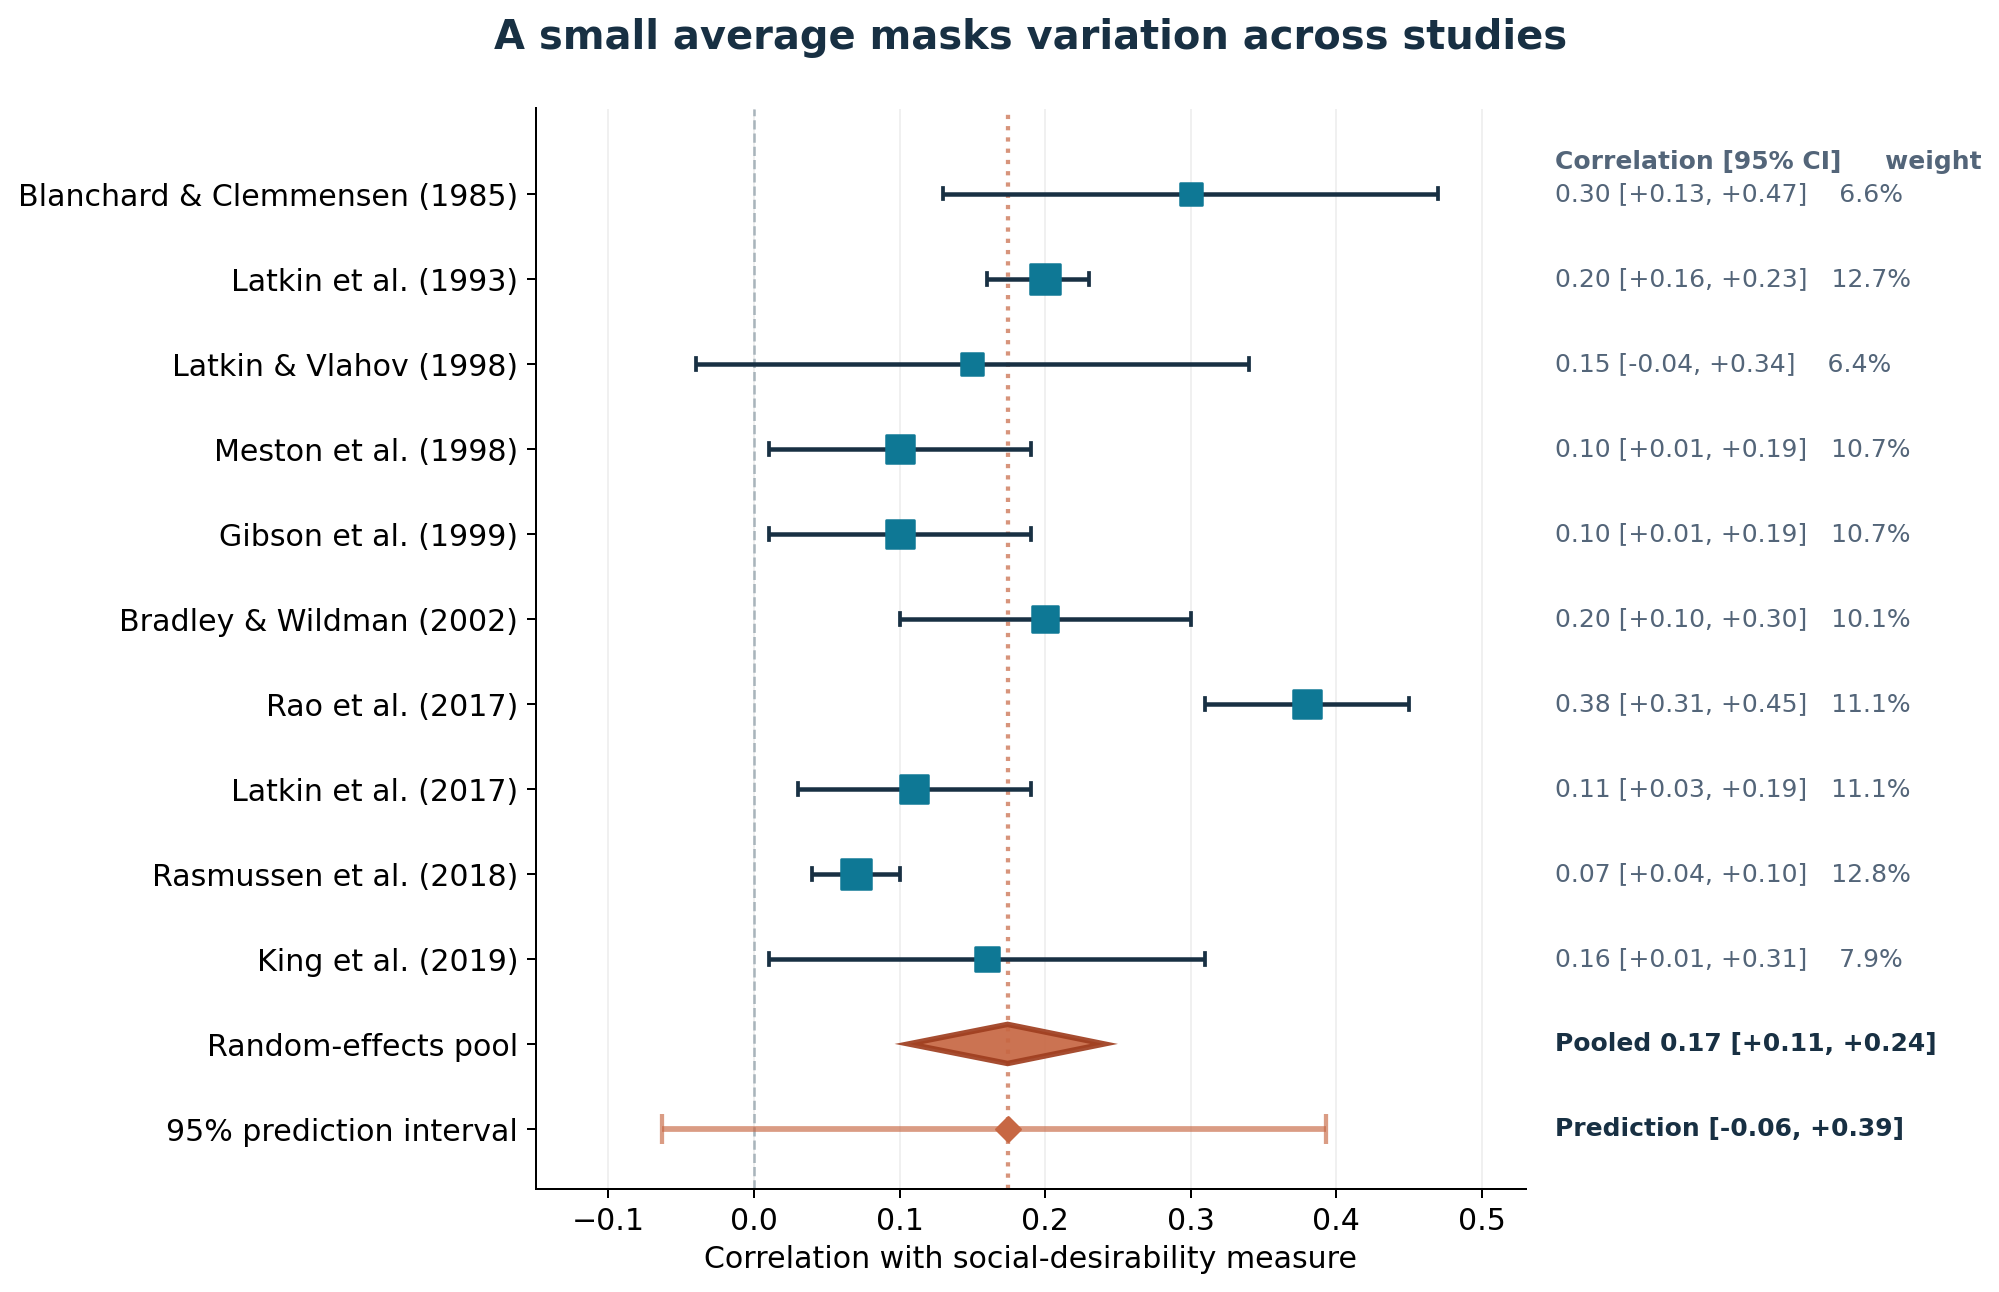 A small average masks variation across studies
Correlation [95% CI] weight
Blanchard & Clemmensen (1985) 0.30 [+0.13, +0.47] 6.6%
Latkin et al. (1993) 0.20 [+0.16, +0.23] 12.7%
Latkin & Vlahov (1998) 0.15 [-0.04, +0.34] 6.4%
Meston et al. (1998) 0.10 [+0.01, +0.19] 10.7%
Gibson et al. (1999) 0.10 [+0.01, +0.19] 10.7%
Bradley & Wildman (2002) 0.20 [+0.10, +0.30] 10.1%
Rao et al. (2017) 0.38 [+0.31, +0.45] 11.1%
Latkin et al. (2017) 0.11 [+0.03, +0.19] 11.1%
Rasmussen et al. (2018) 0.07 [+0.04, +0.10] 12.8%
King et al. (2019) 0.16 [+0.01, +0.31] 7.9%
Random-effects pool Pooled 0.17 [+0.11, +0.24]
95% prediction interval Prediction [-0.06, +0.39]
−0.1 0.0 0.1 0.2 0.3 0.4 0.5
Correlation with social-desirability measure